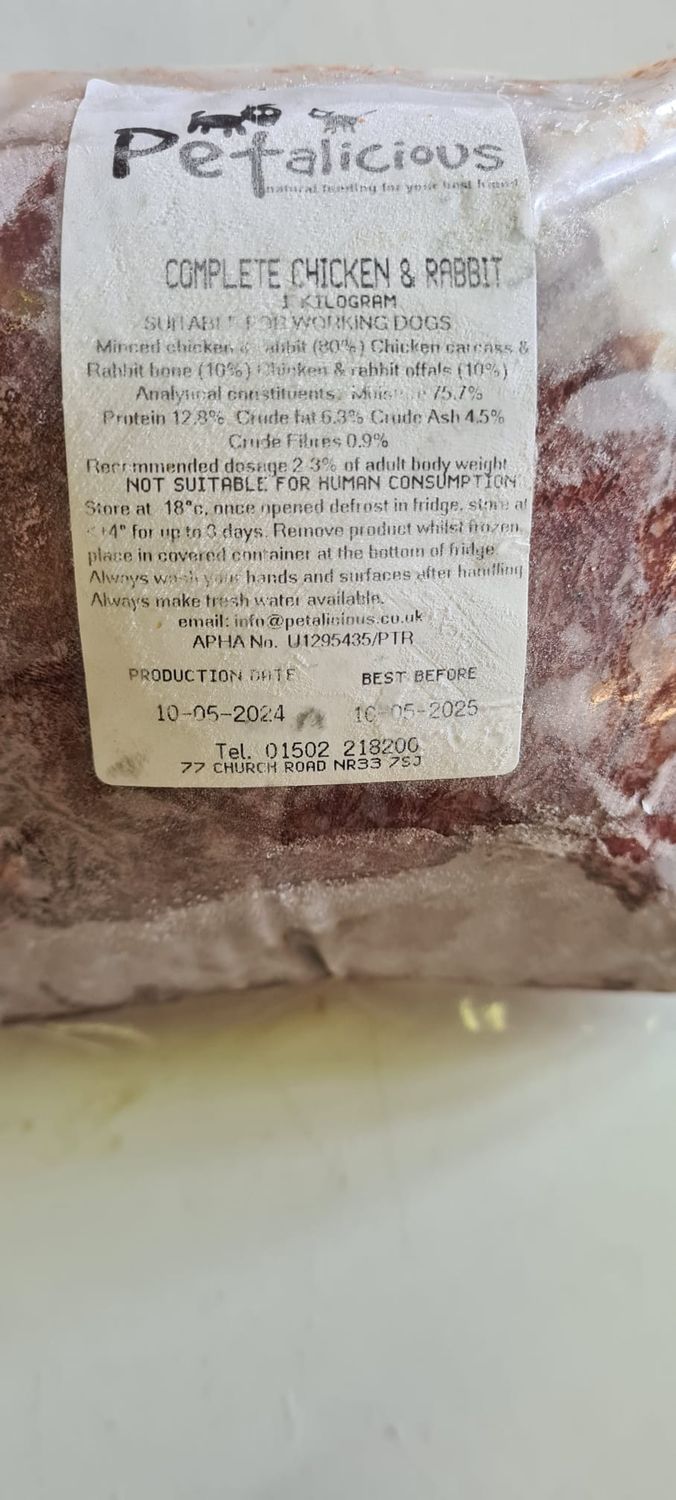 Petalicious
natural feeding for your best friend
COMPLETE CHICKEN & RABBIT
1 KILOGRAM
SUITABLE FOR WORKING DOGS
Minced chicken & rabbit (80%) Chicken carcass &
Rabbit bone (10%) Chicken & rabbit offals (10%)
Analytical constituents. Moisture 75.7%
Protein 12.8% Crude fat 6.3% Crude Ash 4.5%
Crude Fibres 0.9%
Recommended dosage 2-3% of adult body weight
NOT SUITABLE FOR HUMAN CONSUMPTION
Store at 18°c, once opened defrost in fridge, store at
+4° for up to 3 days. Remove product whilst frozen,
place in covered container at the bottom of fridge.
Always wash your hands and surfaces after handling
Always make fresh water available.
email: info@petalicious.co.uk
APHA No. U1295435/PTR
PRODUCTION DATE BEST BEFORE
10-05-2024 10-05-2025
Tel. 01502 218200
77 CHURCH ROAD NR33 7SJ